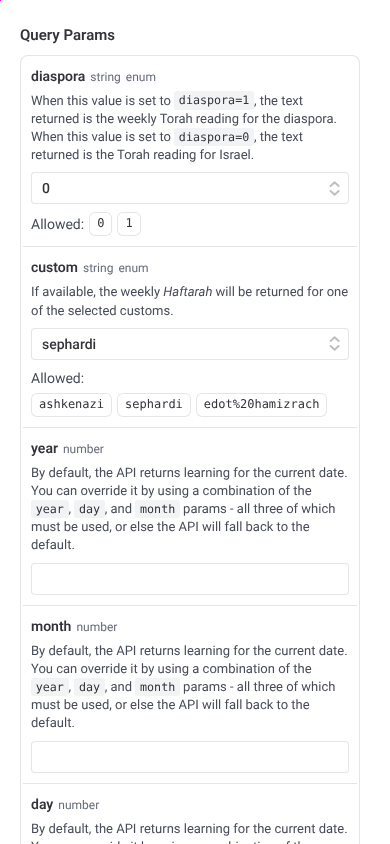 Query Params
diaspora string enum
When this value is set to diaspora=1, the text
returned is the weekly Torah reading for the diaspora.
When this value is set to diaspora=0, the text
returned is the Torah reading for Israel.
0
Allowed: 0 1
custom string enum
If available, the weekly Haftarah will be returned for one
of the selected customs.
sephardi
Allowed:
ashkenazi sephardi edot%20hamizrach
year number
By default, the API returns learning for the current date.
You can override it by using a combination of the
year, day, and month params - all three of which
must be used, or else the API will fall back to the
default.
month number
By default, the API returns learning for the current date.
You can override it by using a combination of the
year, day, and month params - all three of which
must be used, or else the API will fall back to the
default.
day number
By default, the API returns learning for the current date.